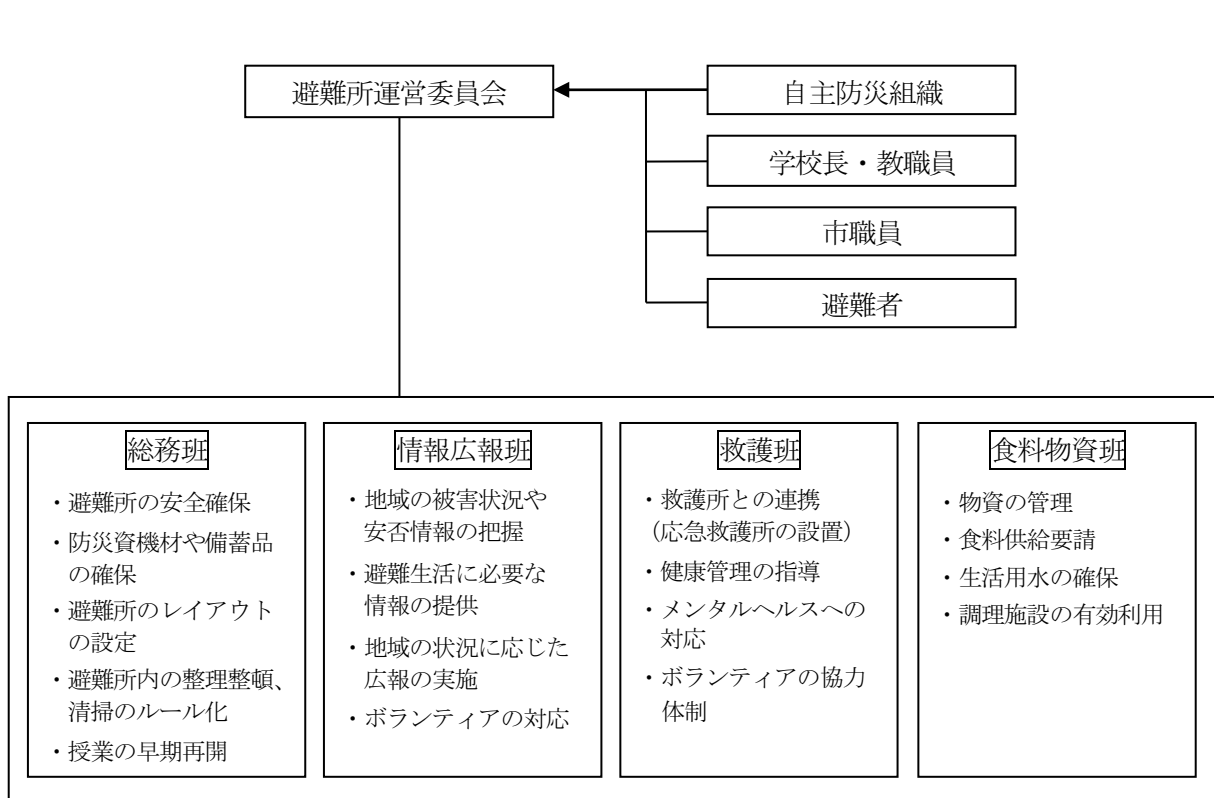 避難所運営委員会
自主防災組織
学校長・教職員
市職員
避難者
総務班
・避難所の安全確保
・防災資機材や備蓄品
の確保
・避難所のレイアウト
の設定
・避難所内の整理整頓、
清掃のルール化
・授業の早期再開
情報広報班
・地域の被害状況や
安否情報の把握
・避難生活に必要な
情報の提供
・地域の状況に応じた
広報の実施
・ボランティアの対応
救護班
・救護所との連携
（応急救護所の設置）
・健康管理の指導
・メンタルヘルスへの
対応
・ボランティアの協力
体制
食料物資班
・物資の管理
・食料供給要請
・生活用水の確保
・調理施設の有効利用